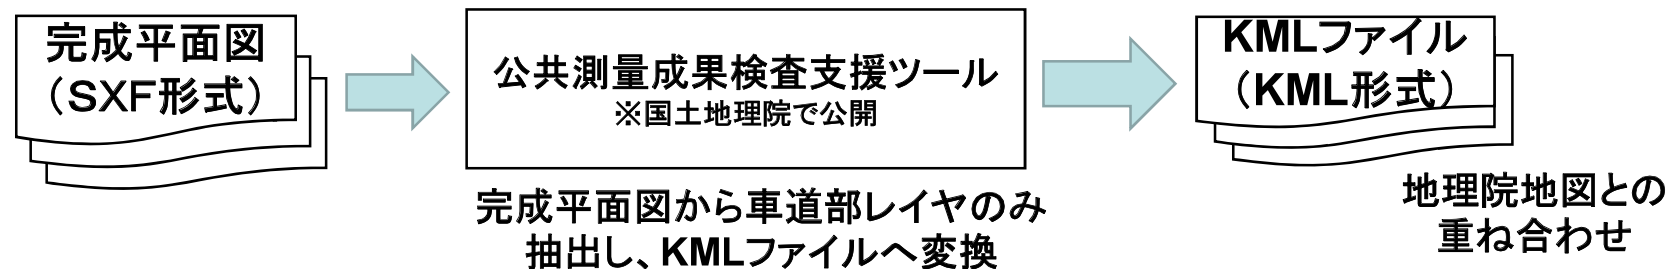 完成平面図
（SXF形式）
公共測量成果検査支援ツール
※国土地理院で公開
完成平面図から車道部レイヤのみ
抽出し、KMLファイルへ変換
KMLファイル
（KML形式）
地理院地図との
重ね合わせ